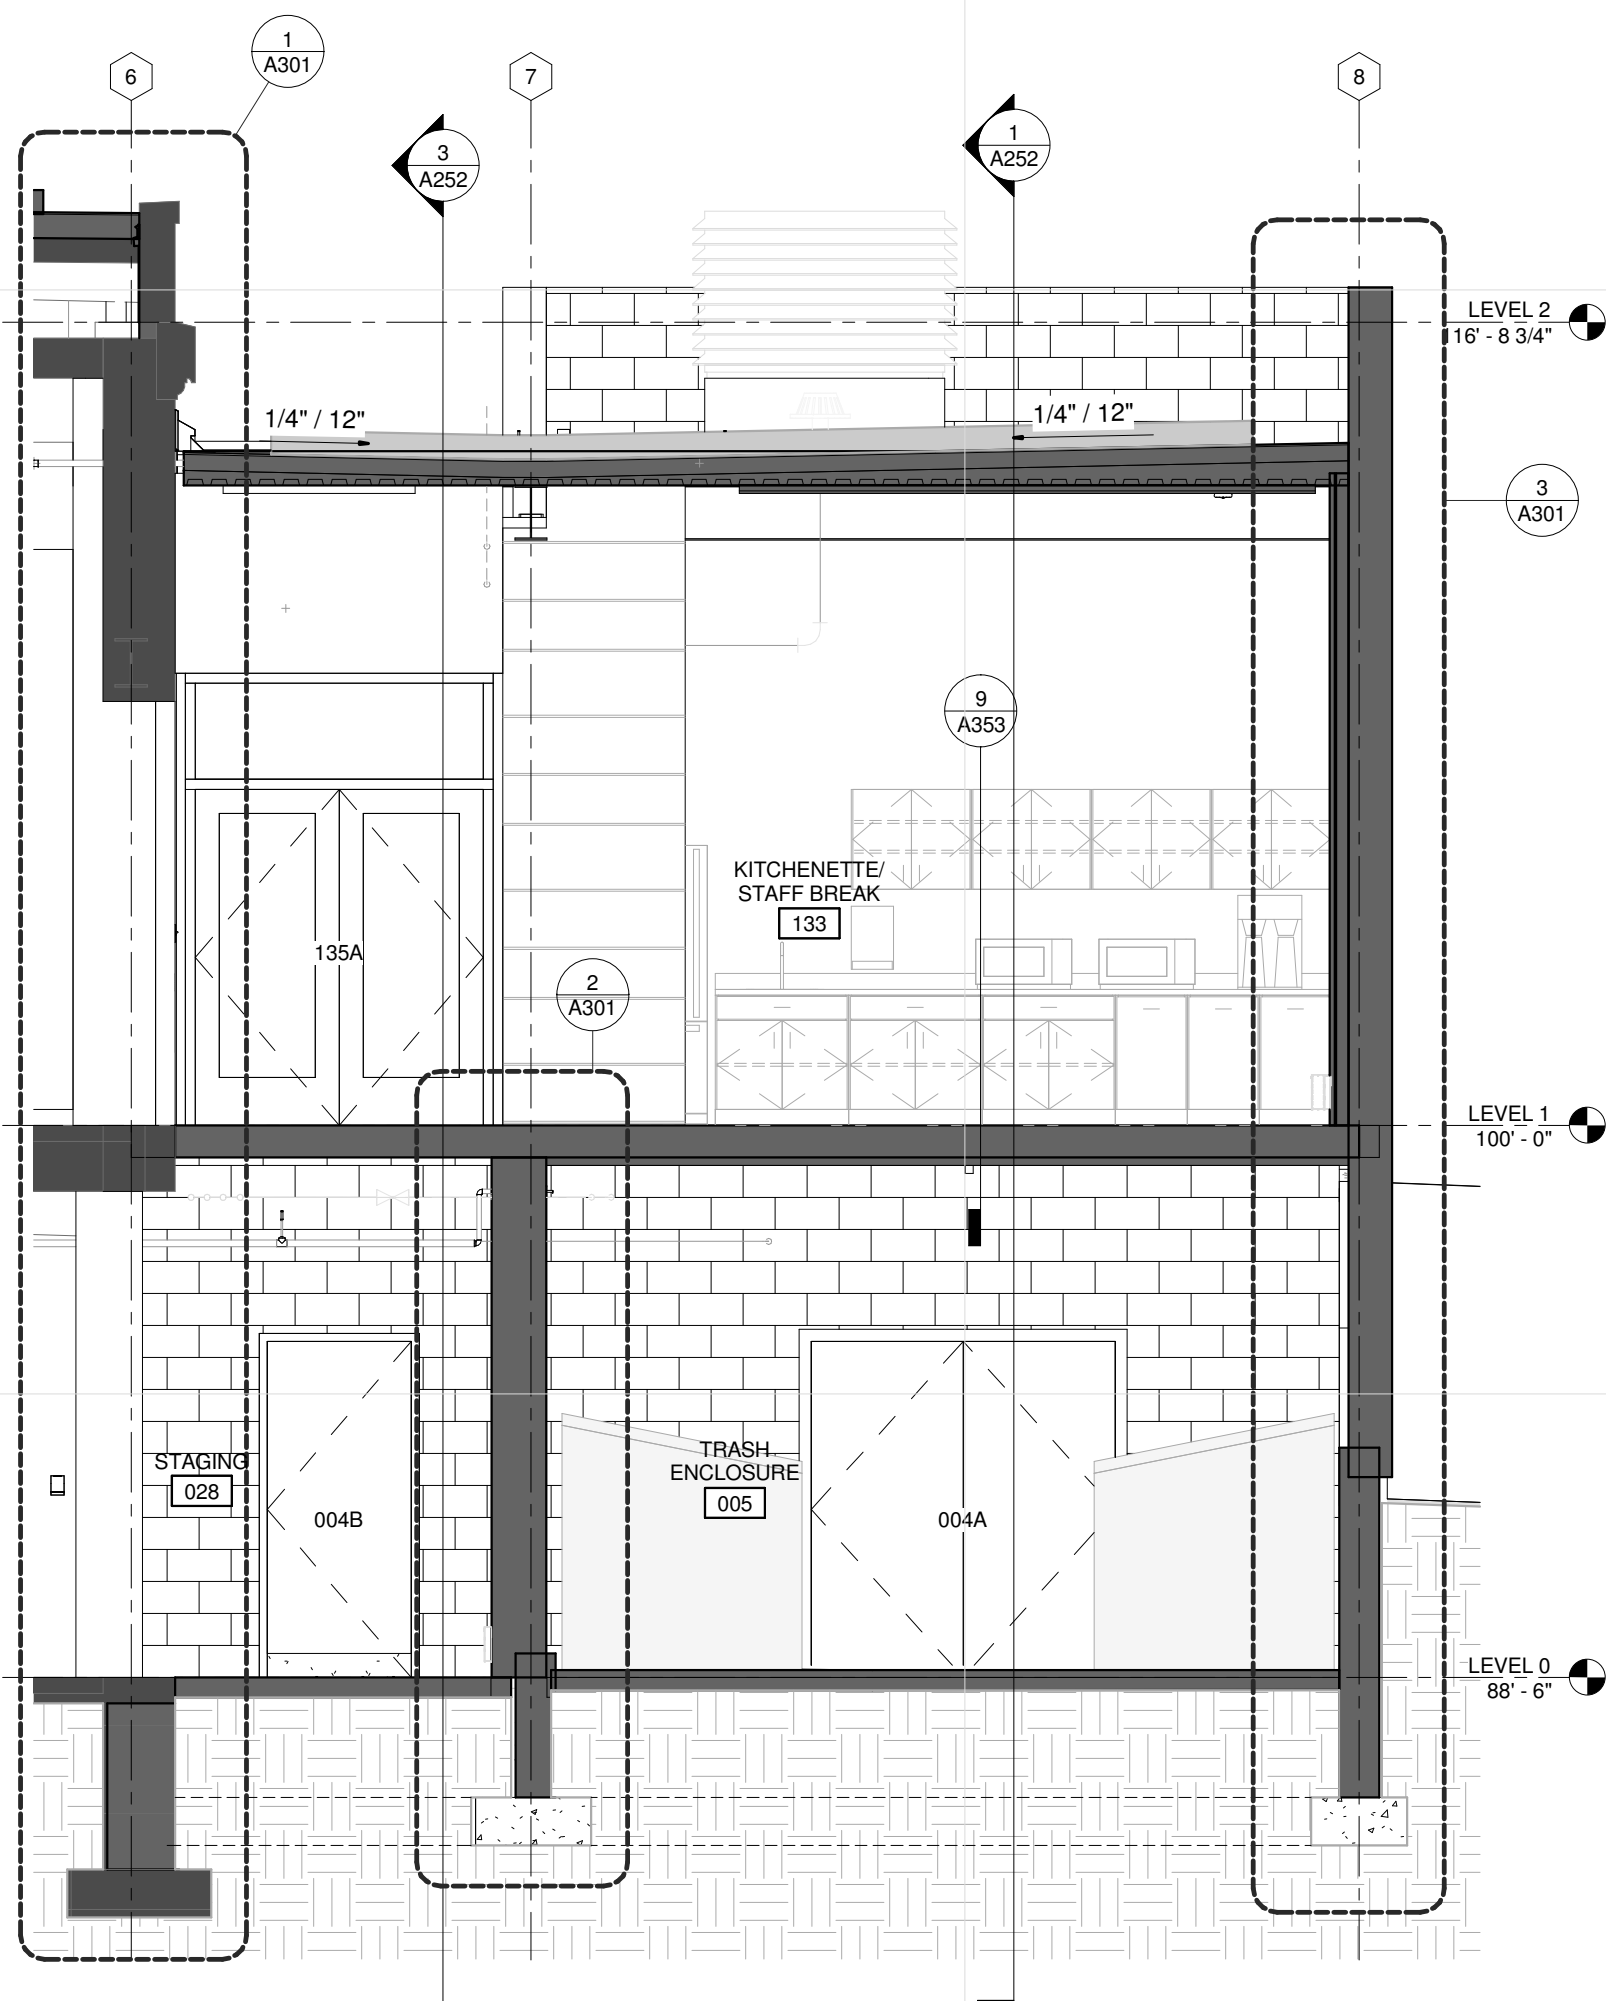 1
A301
6
7
8
3
A252
1
A252
LEVEL 2
116' - 8 3/4"
1/4" / 12"
1/4" / 12"
3
A301
9
A353
KITCHENETTE/
STAFF BREAK
133
135A
2
A301
LEVEL 1
100' - 0"
STAGING
028
004B
TRASH
ENCLOSURE
005
004A
LEVEL 0
88' - 6"